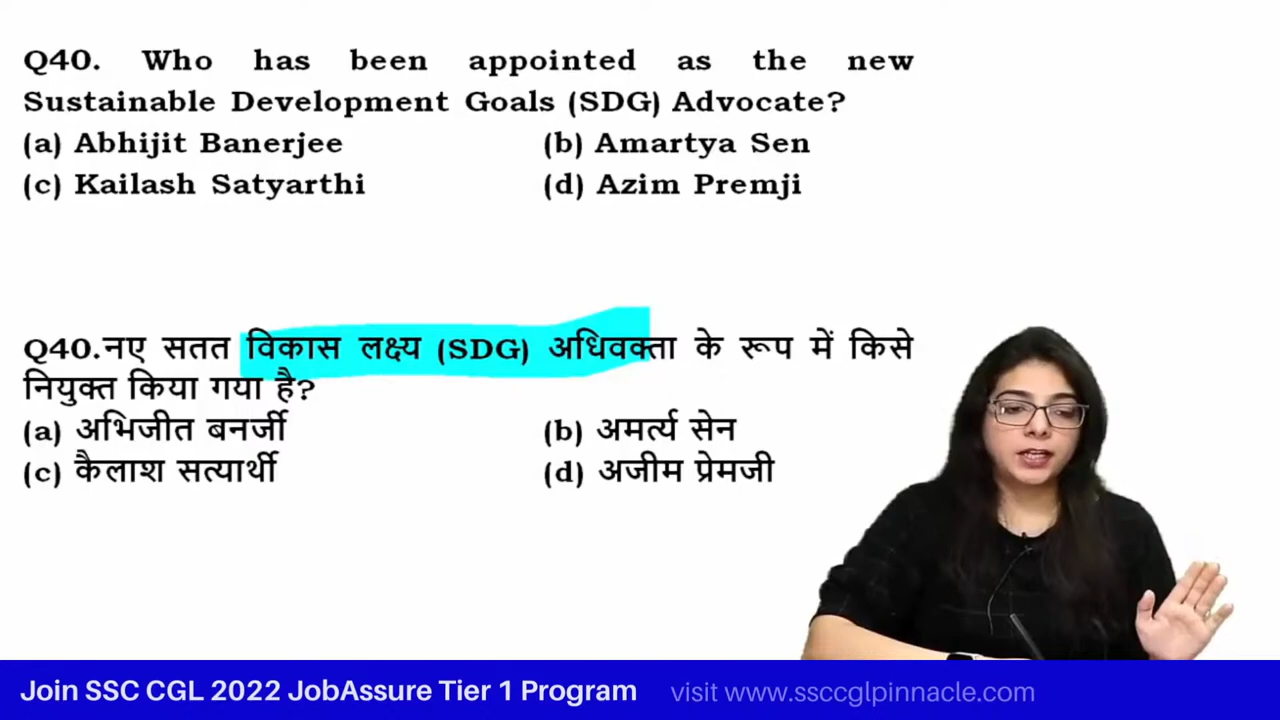 Q40. Who has been appointed as the new
Sustainable Development Goals (SDG) Advocate?
(a) Abhijit Banerjee (b) Amartya Sen
(c) Kailash Satyarthi (d) Azim Premji
Q40.नए सतत विकास लक्ष्य (SDG) अधिवक्ता के रूप में किसे
नियुक्त किया गया है?
(a) अभिजीत बनर्जी (b) अमर्त्य सेन
(c) कैलाश सत्यार्थी (d) अजीम प्रेमजी
Join SSC CGL 2022 JobAssure Tier 1 Program visit www.ssccglpinnacle.com